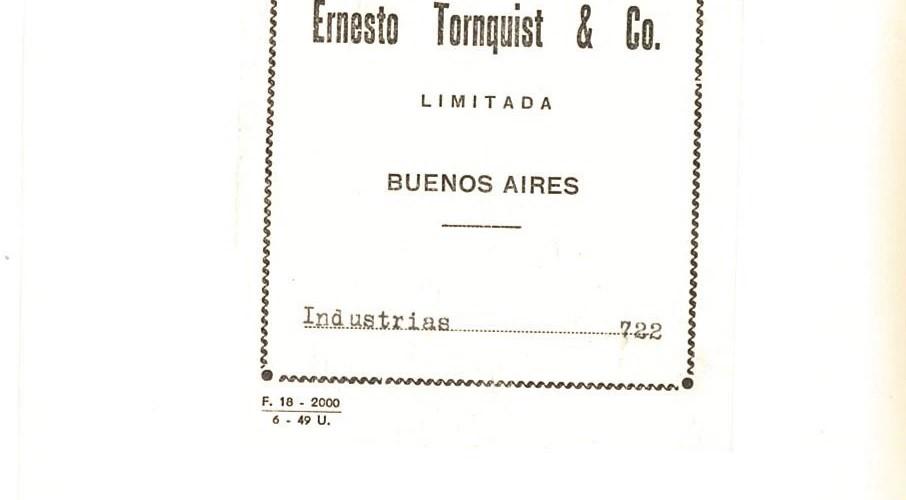 Ernesto Tornquist & Co.
LIMITADA
BUENOS AIRES
Industrias 722
F. 18 - 2000
6 - 49 U.